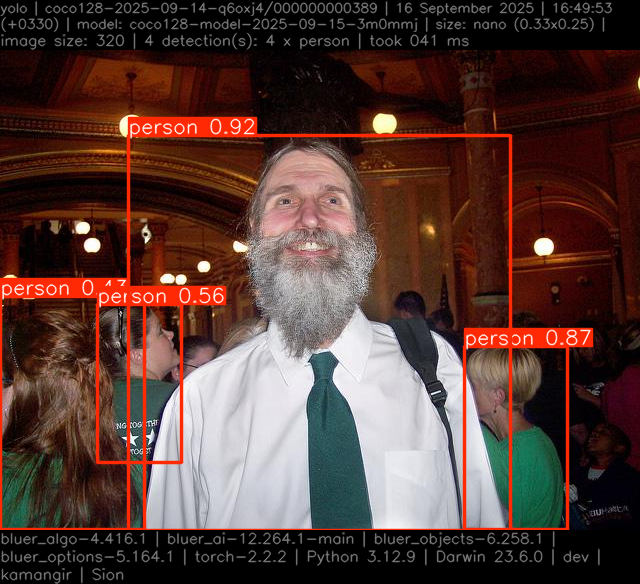 yolo | coco128-2025-09-14-q6oxj4/000000000389 | 16 September 2025 | 16:49:53
(+0330) | model: coco128-model-2025-09-15-3m0mmj | size: nano (0.33x0.25) |
image size: 320 | 4 detection(s): 4 x person | took 041 ms
person 0.92
person 0.47
person 0.56
person 0.87
TOGETHE
bluer_algo-4.416.1 | bluer_ai-12.264.1-main | bluer_objects-6.258.1 |
bluer_options-5.164.1 | torch-2.2.2 | Python 3.12.9 | Darwin 23.6.0 | dev |
kamangir | Sion